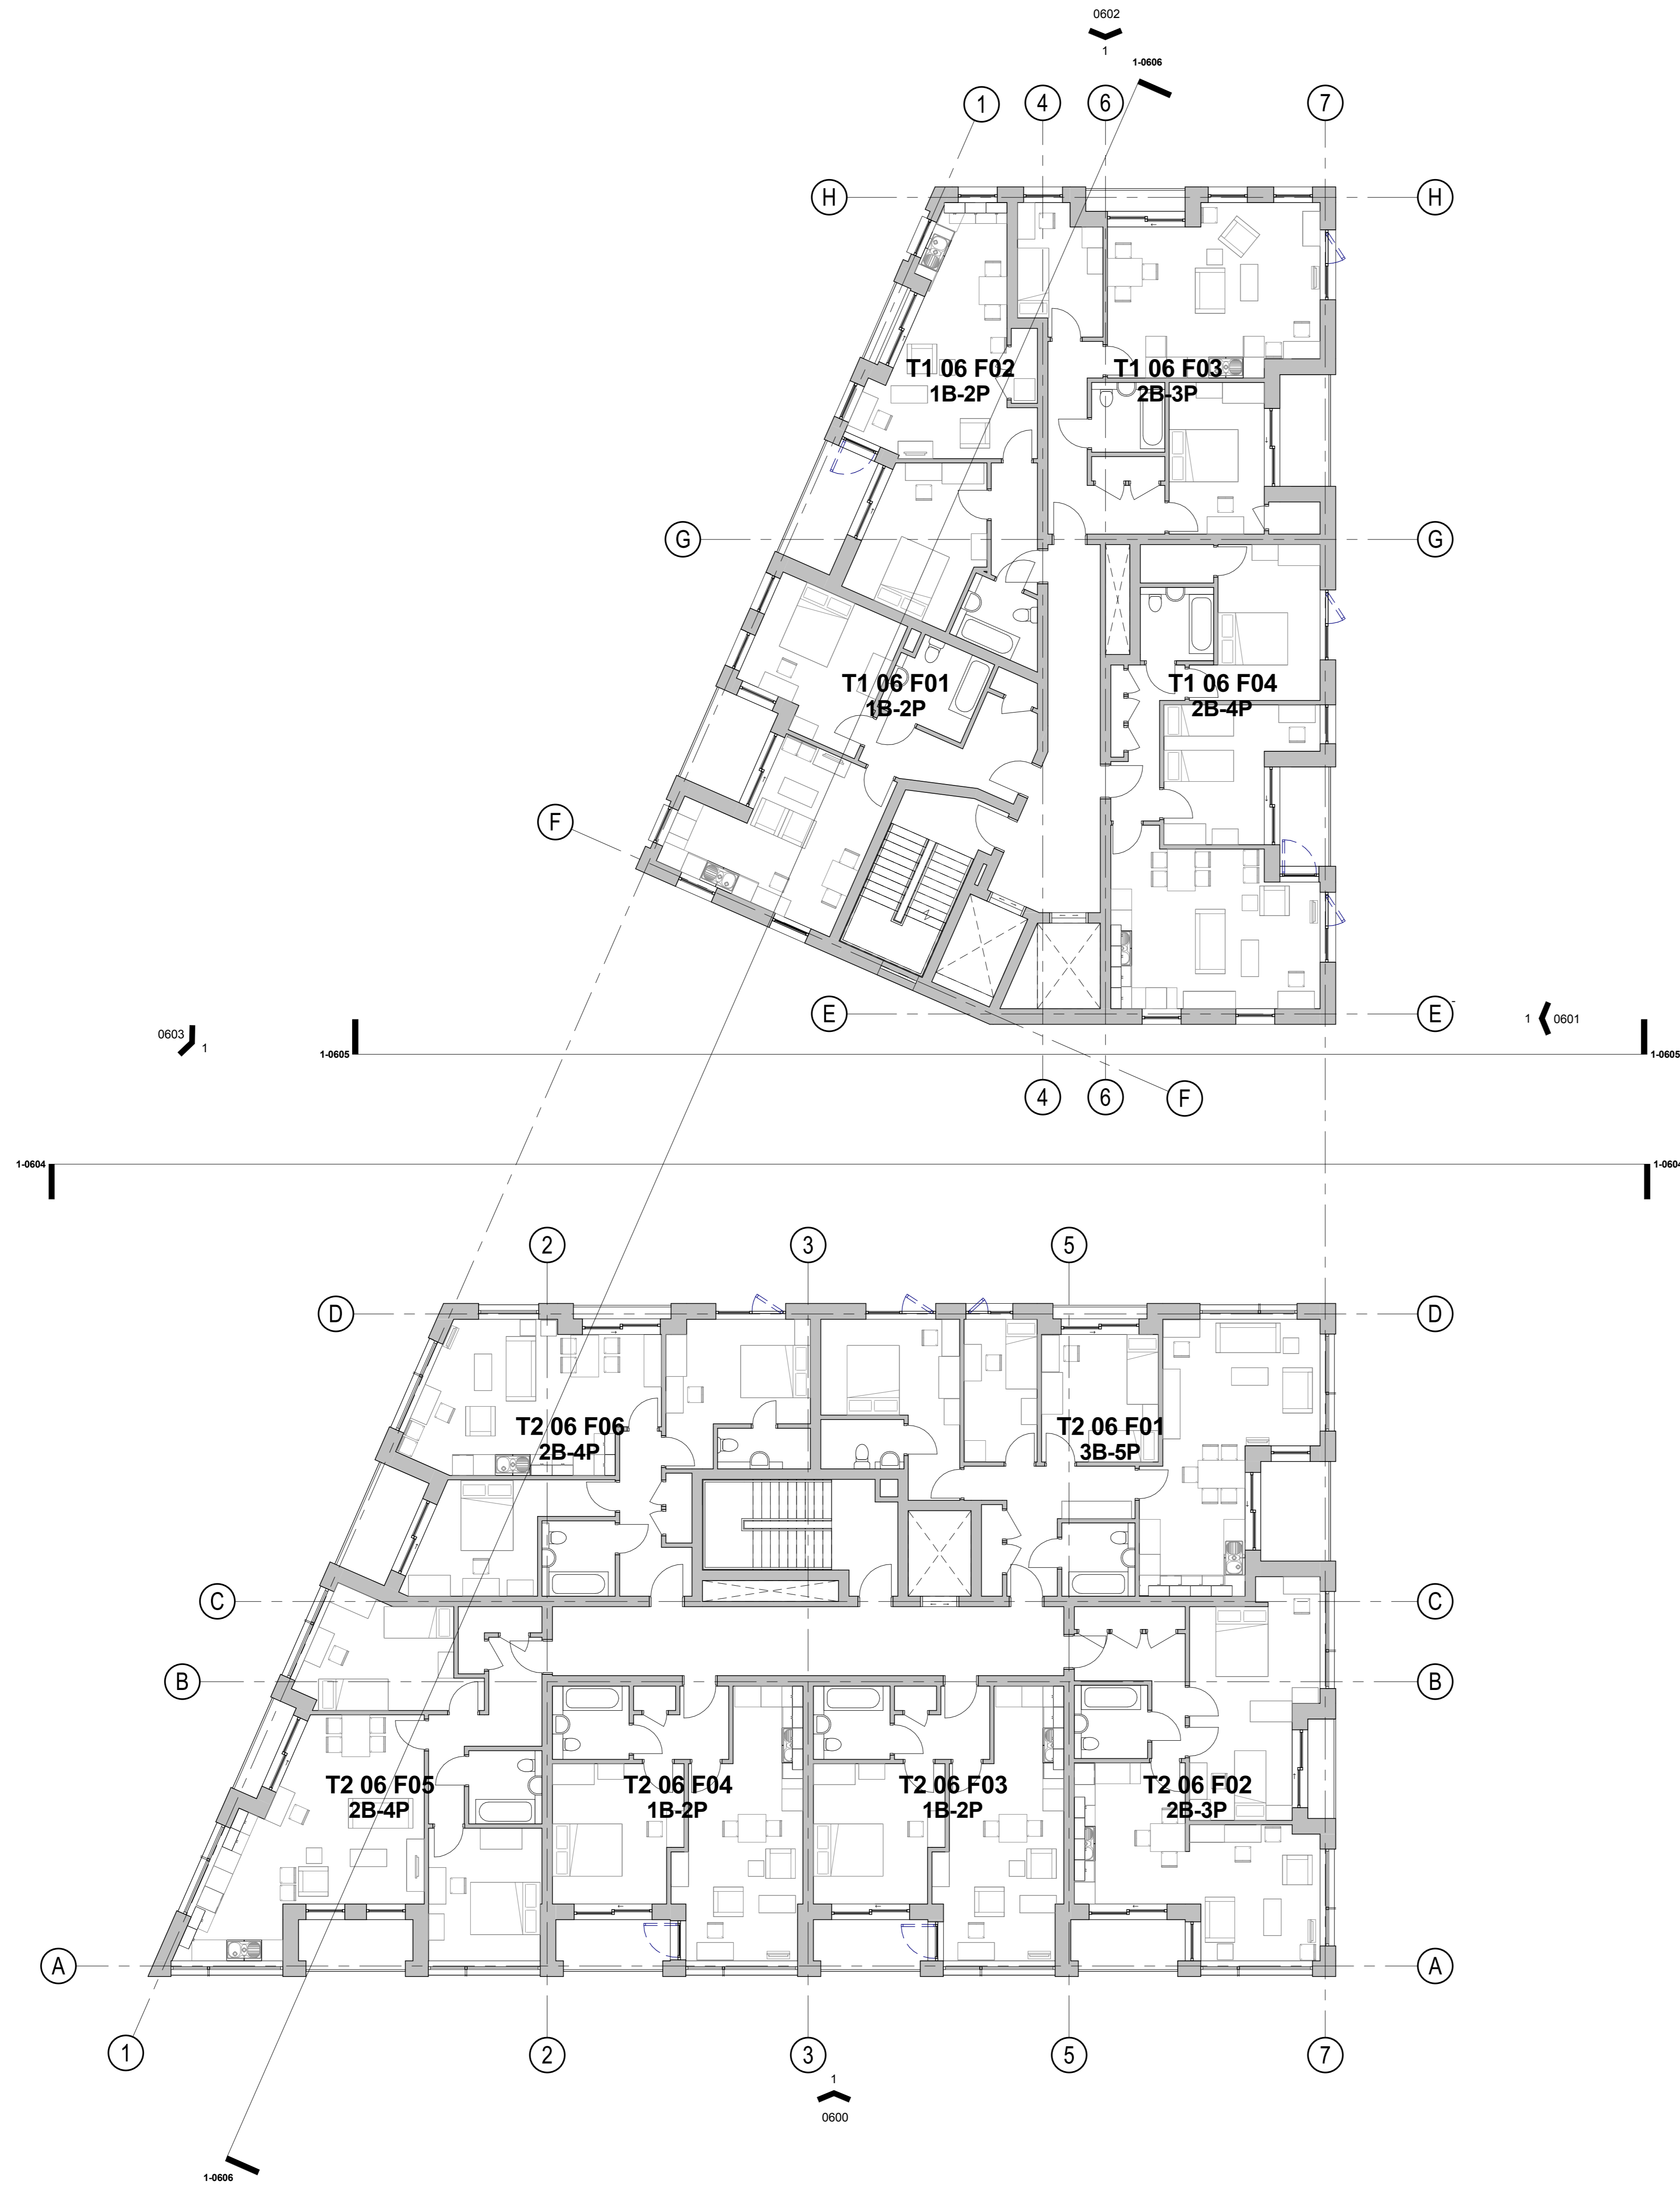 0602
1
1-0606
1
4
6
7
H
H
T1 06 F02
1B-2P
T1 06 F03
2B-3P
G
G
T1 06 F01
1B-2P
T1 06 F04
2B-4P
F
E
E
0603
1
1-0605
1
0601
1-0605
4
6
F
1-0604
1-0604
2
3
5
D
D
T2 06 F06
2B-4P
T2 06 F01
3B-5P
C
C
B
B
T2 06 F05
2B-4P
T2 06 F04
1B-2P
T2 06 F03
1B-2P
T2 06 F02
2B-3P
A
A
1
2
3
5
7
1
0600
1-0606